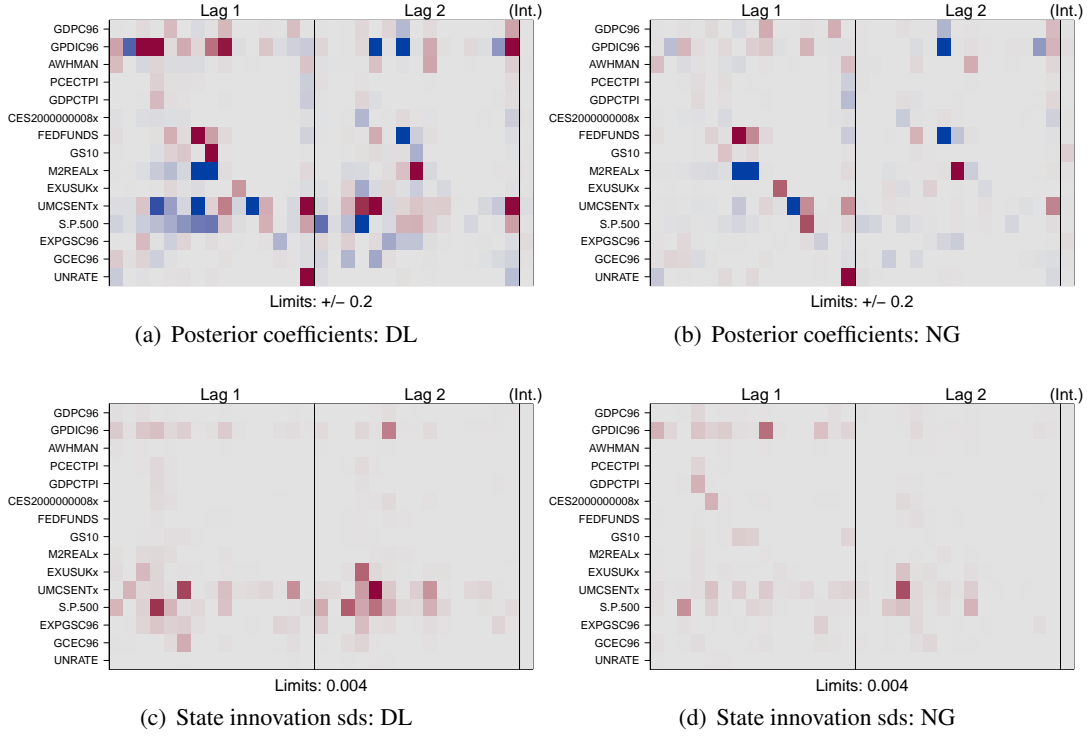 Lag 1 Lag 2 (Int.)
GDPC96
GPDIC96
AWHMAN
PCECTPI
GDPCTPI
CES2000000008x
FEDFUNDS
GS10
M2REALx
EXUSUKx
UMCSENTx
S.P.500
EXPGSC96
GCEC96
UNRATE
Limits: +/− 0.2
(a) Posterior coefficients: DL
Lag 1 Lag 2 (Int.)
GDPC96
GPDIC96
AWHMAN
PCECTPI
GDPCTPI
CES2000000008x
FEDFUNDS
GS10
M2REALx
EXUSUKx
UMCSENTx
S.P.500
EXPGSC96
GCEC96
UNRATE
Limits: +/− 0.2
(b) Posterior coefficients: NG
Lag 1 Lag 2 (Int.)
GDPC96
GPDIC96
AWHMAN
PCECTPI
GDPCTPI
CES2000000008x
FEDFUNDS
GS10
M2REALx
EXUSUKx
UMCSENTx
S.P.500
EXPGSC96
GCEC96
UNRATE
Limits: 0.004
(c) State innovation sds: DL
Lag 1 Lag 2 (Int.)
GDPC96
GPDIC96
AWHMAN
PCECTPI
GDPCTPI
CES2000000008x
FEDFUNDS
GS10
M2REALx
EXUSUKx
UMCSENTx
S.P.500
EXPGSC96
GCEC96
UNRATE
Limits: 0.004
(d) State innovation sds: NG